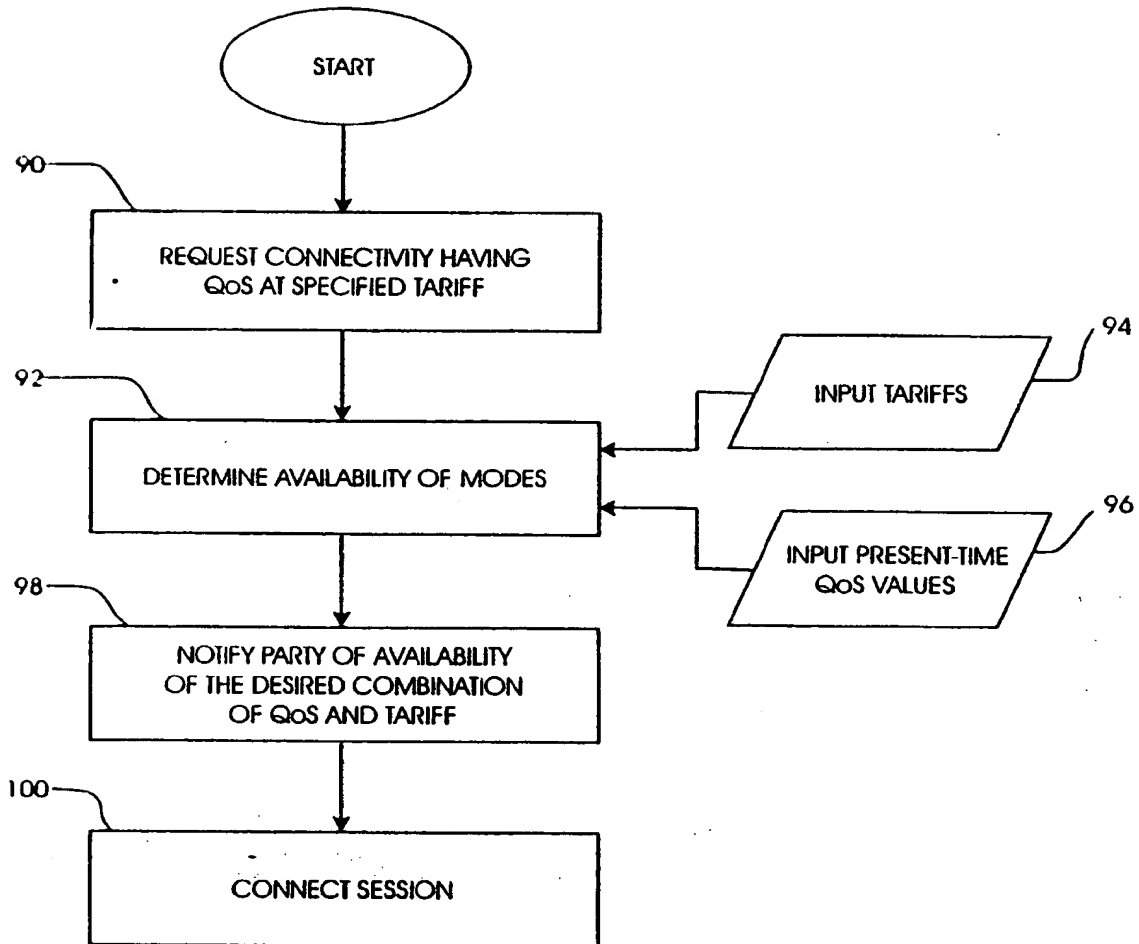 START
90
REQUEST CONNECTIVITY HAVING
QoS AT SPECIFIED TARIFF
94
INPUT TARIFFS
92
DETERMINE AVAILABILITY OF MODES
96
INPUT PRESENT-TIME
QoS VALUES
98
NOTIFY PARTY OF AVAILABILITY
OF THE DESIRED COMBINATION
OF QoS AND TARIFF
100
CONNECT SESSION